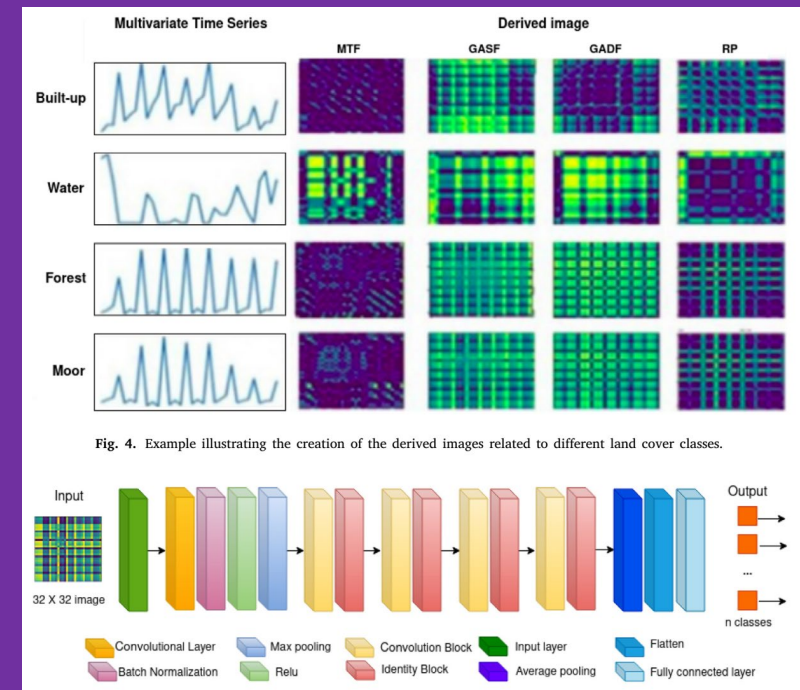 Multivariate Time Series Derived image
MTF GASF GADF RP
Built-up
Water
Forest
Moor
Fig. 4. Example illustrating the creation of the derived images related to different land cover classes.
Input Output
32 X 32 image
...
n classes
Convolutional Layer Max pooling Convolution Block Input layer Flatten
Batch Normalization Relu Identity Block Average pooling Fully connected layer